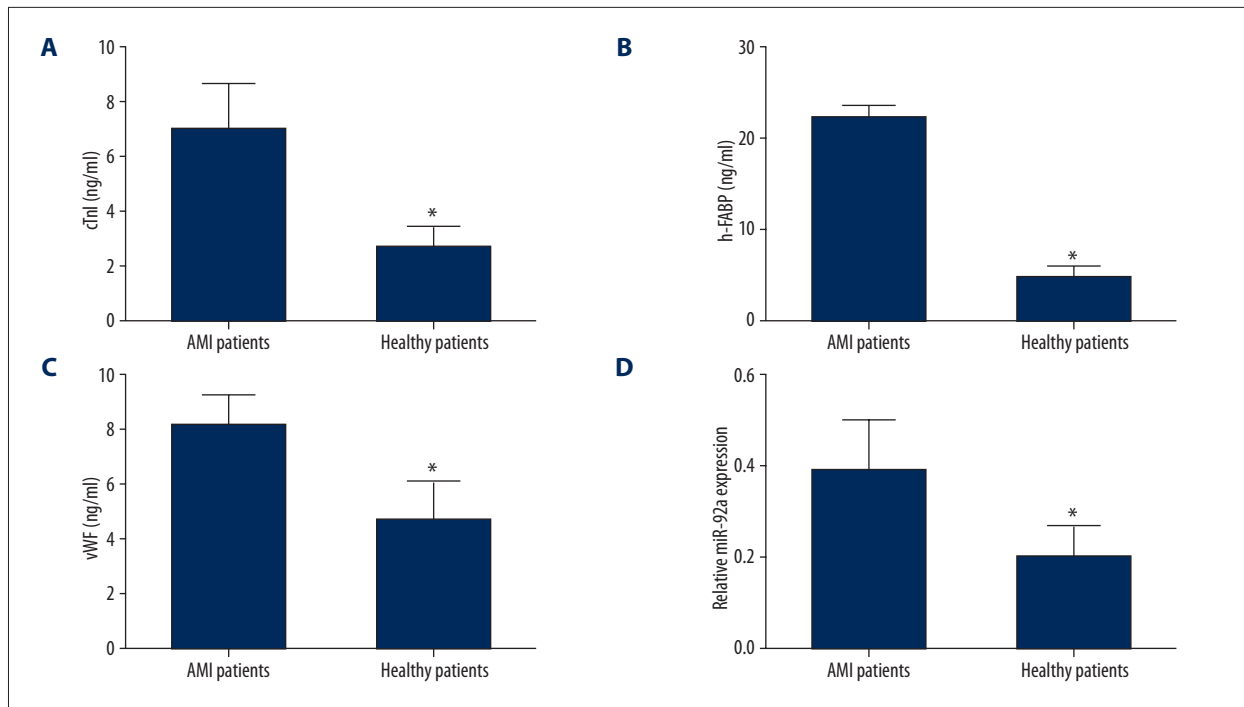 A
10
8
6
4
2
0
cTnI (ng/ml)
*
AMI patients
Healthy patients
B
30
20
10
0
h-FABP (ng/ml)
*
AMI patients
Healthy patients
C
10
8
6
4
2
0
vWF (ng/ml)
*
AMI patients
Healthy patients
D
0.6
0.4
0.2
0.0
Relative miR-92a expression
*
AMI patients
Healthy patients